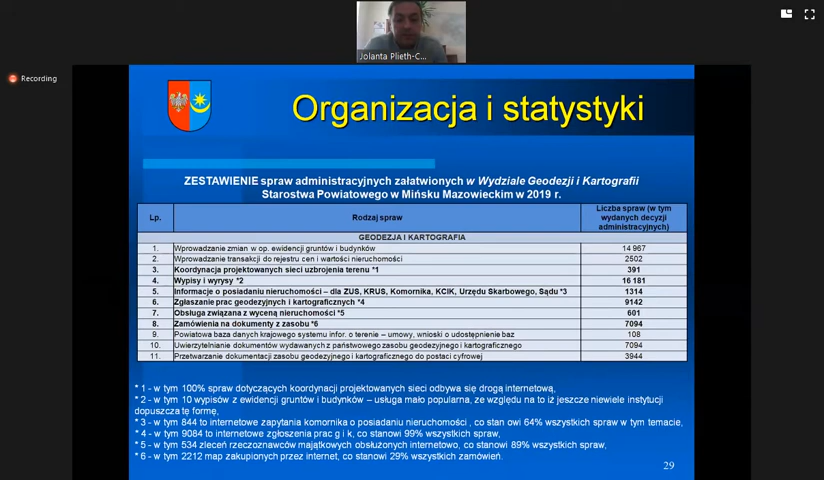 Jolanta Plieth-C...
Recording
Organizacja i statystyki
ZESTAWIENIE spraw administracyjnych załatwionych w Wydziale Geodezji i Kartografii
Starostwa Powiatowego w Mińsku Mazowieckim w 2019 r.
Lp. Rodzaj spraw Liczba spraw (w tym wydanych decyzji administracyjnych)
GEODEZJA I KARTOGRAFIA
1. Wprowadzanie zmian w op. ewidencji gruntów i budynków 14 967
2. Wprowadzanie transakcji do rejestru cen i wartości nieruchomości 2502
3. Koordynacja projektowanych sieci uzbrojenia terenu *1 391
4. Wypisy i wyrysy *2 16 181
5. Informacje o posiadaniu nieruchomości – dla ZUS, KRUS, Komornika, KCIK, Urzędu Skarbowego, Sądu *3 1314
6. Zgłaszanie prac geodezyjnych i kartograficznych *4 9142
7. Obsługa związana z wyceną nieruchomości *5 601
8. Zamówienia na dokumenty z zasobu *6 7094
9. Powiatowa baza danych krajowego systemu infor. o terenie – umowy, wnioski o udostępnienie baz 108
10. Uwierzytelnianie dokumentów wydawanych z państwowego zasobu geodezyjnego i kartograficznego 7094
11. Przetwarzanie dokumentacji zasobu geodezyjnego i kartograficznego do postaci cyfrowej 3944
* 1 - w tym 100% spraw dotyczących koordynacji projektowanych sieci odbywa się drogą internetową,
* 2 - w tym 10 wypisów z ewidencji gruntów i budynków – usługa mało popularna, ze względu na to iż jeszcze niewiele instytucji
dopuszcza tę formę,
* 3 - w tym 844 to internetowe zapytania komornika o posiadaniu nieruchomości, co stan owi 64% wszystkich spraw w tym temacie,
* 4 - w tym 9084 to internetowe zgłoszenia prac g i k, co stanowi 99% wszystkich spraw,
* 5 - w tym 534 zleceń rzeczoznawców majątkowych obsłużonych internetowo, co stanowi 89% wszystkich spraw,
* 6 - w tym 2212 map zakupionych przez internet, co stanowi 29% wszystkich zamówień.
29